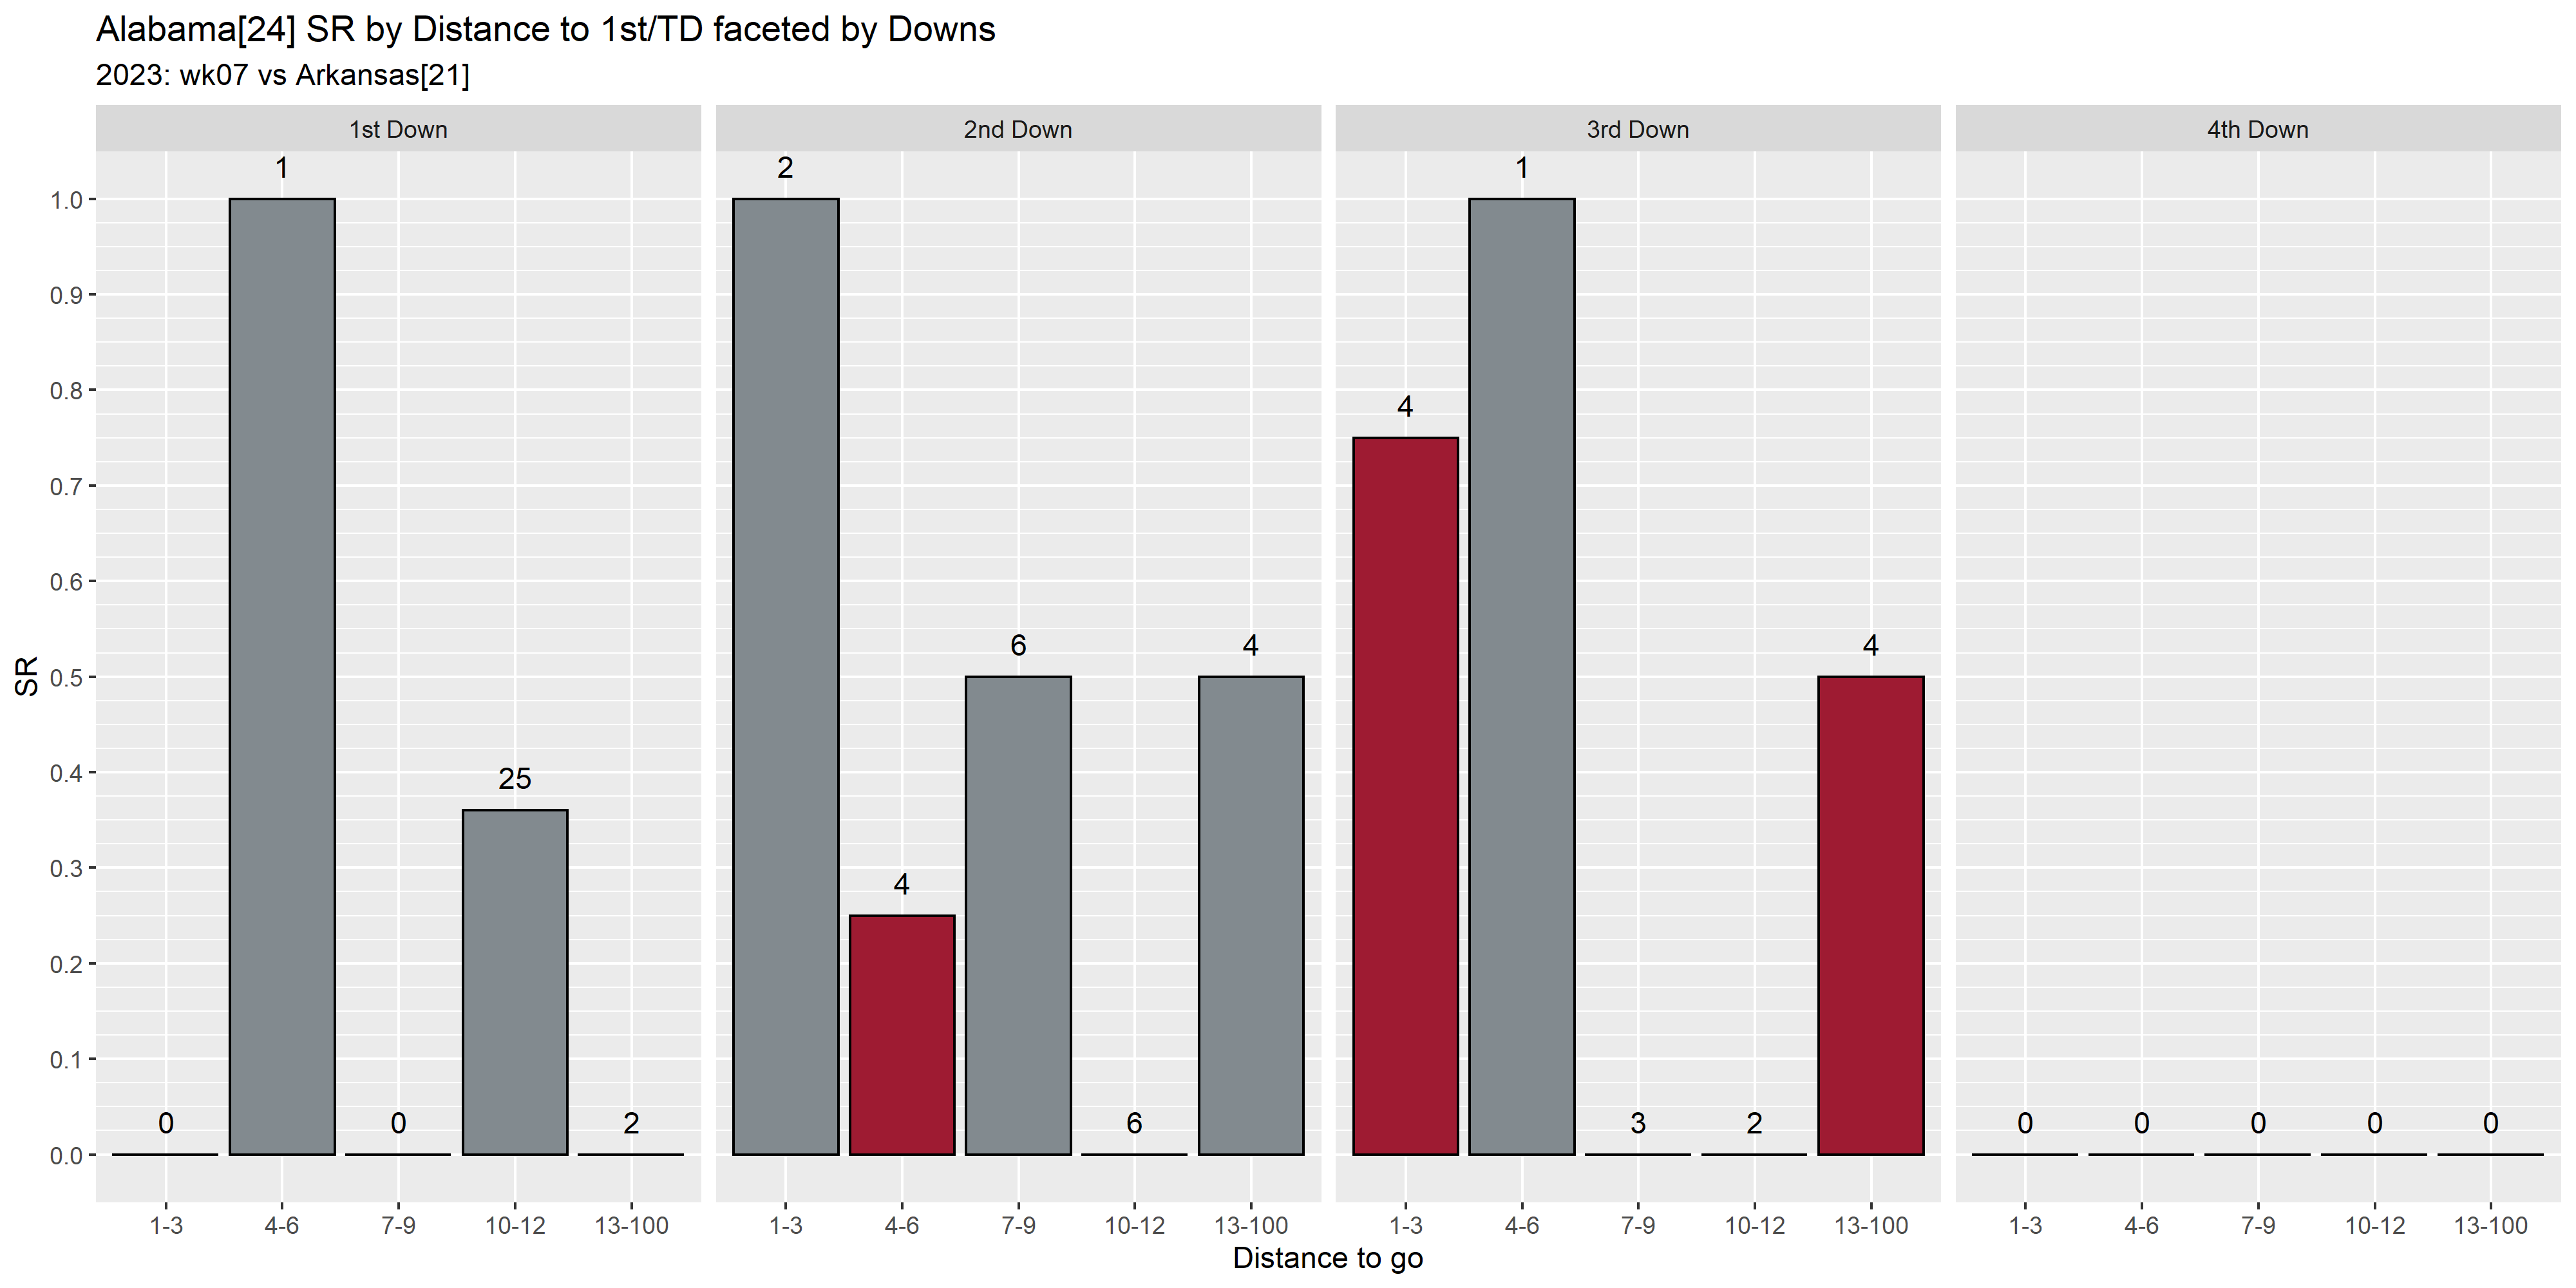 Alabama[24] SR by Distance to 1st/TD faceted by Downs
2023: wk07 vs Arkansas[21]
1st Down
2nd Down
3rd Down
4th Down
SR
1.0
0.9
0.8
0.7
0.6
0.5
0.4
0.3
0.2
0.1
0.0
0 1 0 25 2
2 4 6 6 4
4 1 3 2 4
0 0 0 0 0
1-3 4-6 7-9 10-12 13-100
1-3 4-6 7-9 10-12 13-100
1-3 4-6 7-9 10-12 13-100
1-3 4-6 7-9 10-12 13-100
Distance to go